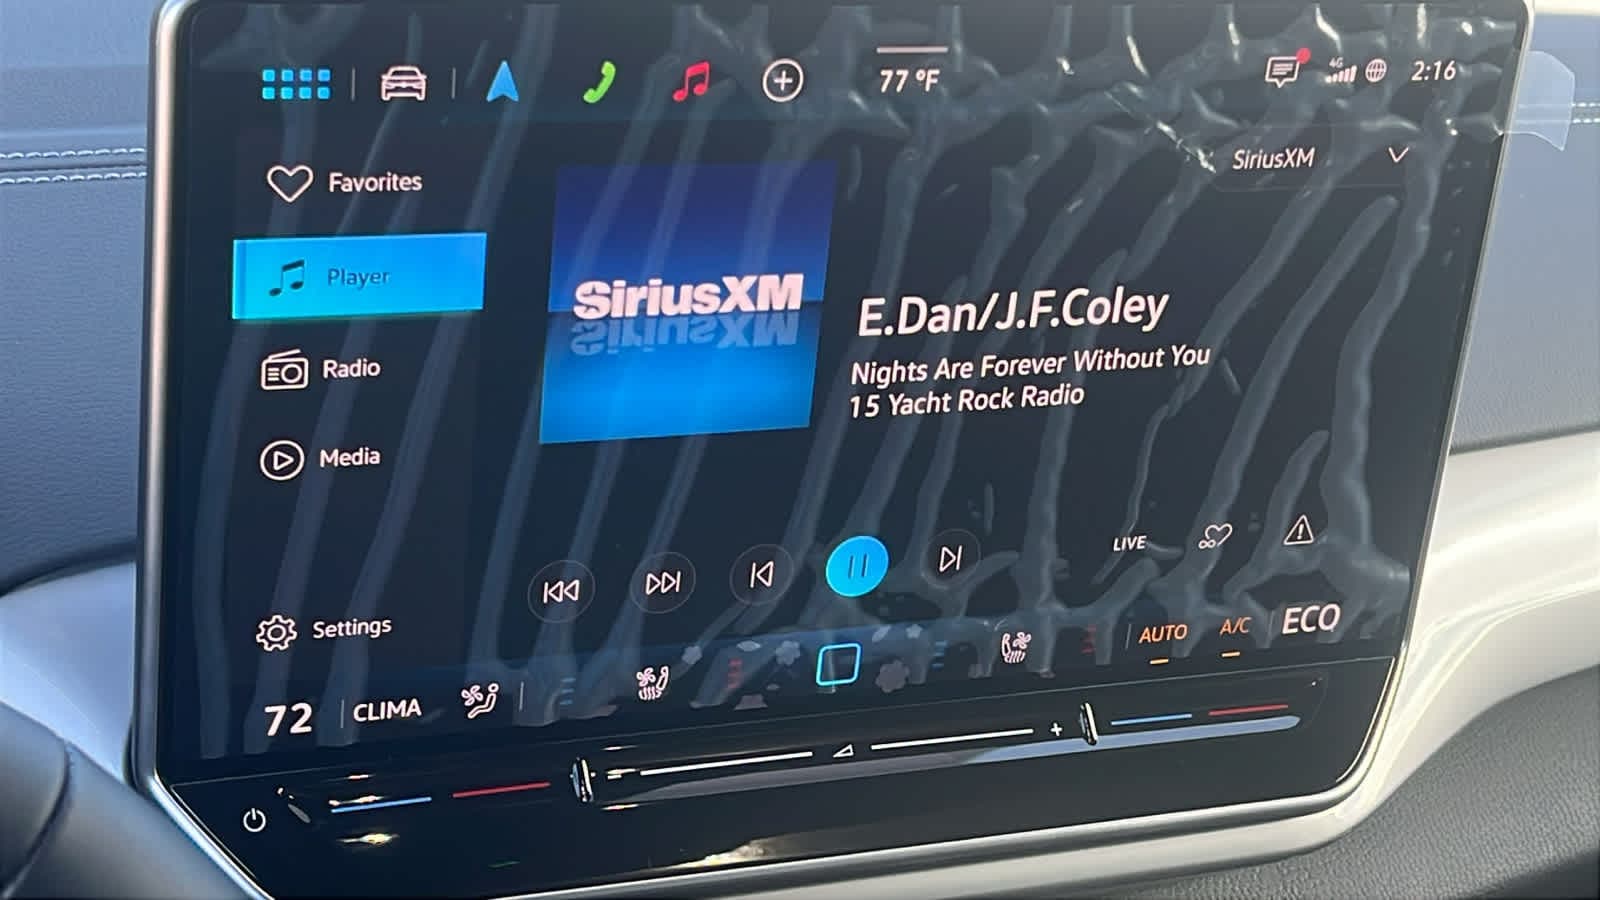 77 °F
4G
2:16
SiriusXM
Favorites
Player
Radio
Media
Settings
SiriusXM
E.Dan/J.F.Coley
Nights Are Forever Without You
15 Yacht Rock Radio
LIVE
AUTO
A/C
ECO
72
CLIMA